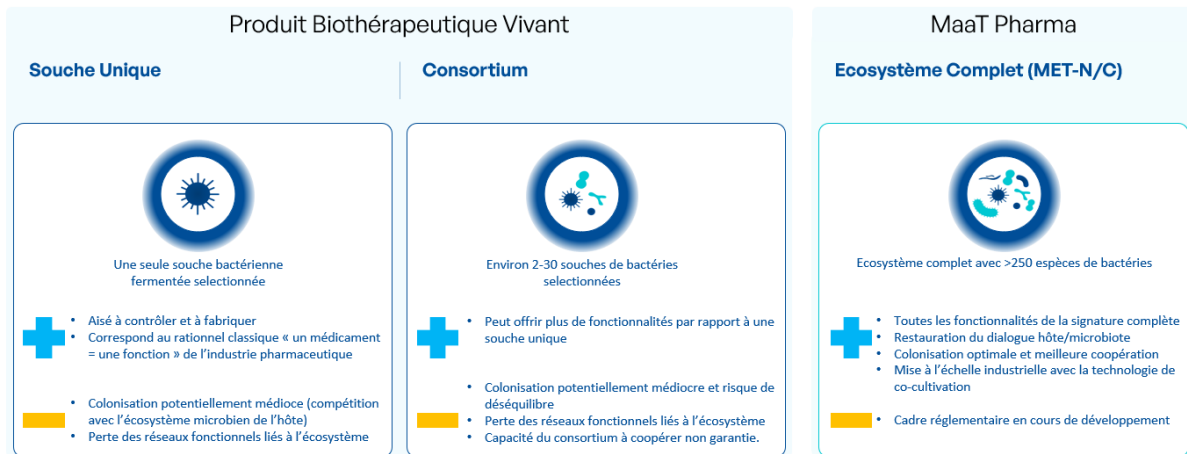 Produit Biothérapeutique Vivant
Souche Unique
Consortium
Une seule souche bactérienne
fermentée selectionnée
• Aisé à contrôler et à fabriquer
• Correspond au rationnel classique « un médicament
= une fonction » de l'industrie pharmaceutique
• Colonisation potentiellement médioce (compétition
avec l'écosystème microbien de l'hôte)
• Perte des réseaux fonctionnels liés à l'écosystème
Environ 2-30 souches de bactéries
selectionnées
• Peut offrir plus de fonctionnalités par rapport à une
souche unique
• Colonisation potentiellement médiocre et risque de
déséquilibre
• Perte des réseaux fonctionnels liés à l'écosystème
• Capacité du consortium à coopérer non garantie.
MaaT Pharma
Ecosystème Complet (MET-N/C)
Ecosystème complet avec >250 espèces de bactéries
• Toutes les fonctionnalités de la signature complète
• Restauration du dialogue hôte/microbiote
• Colonisation optimale et meilleure coopération
• Mise à l'échelle industrielle avec la technologie de
co-cultivation
• Cadre réglementaire en cours de développement